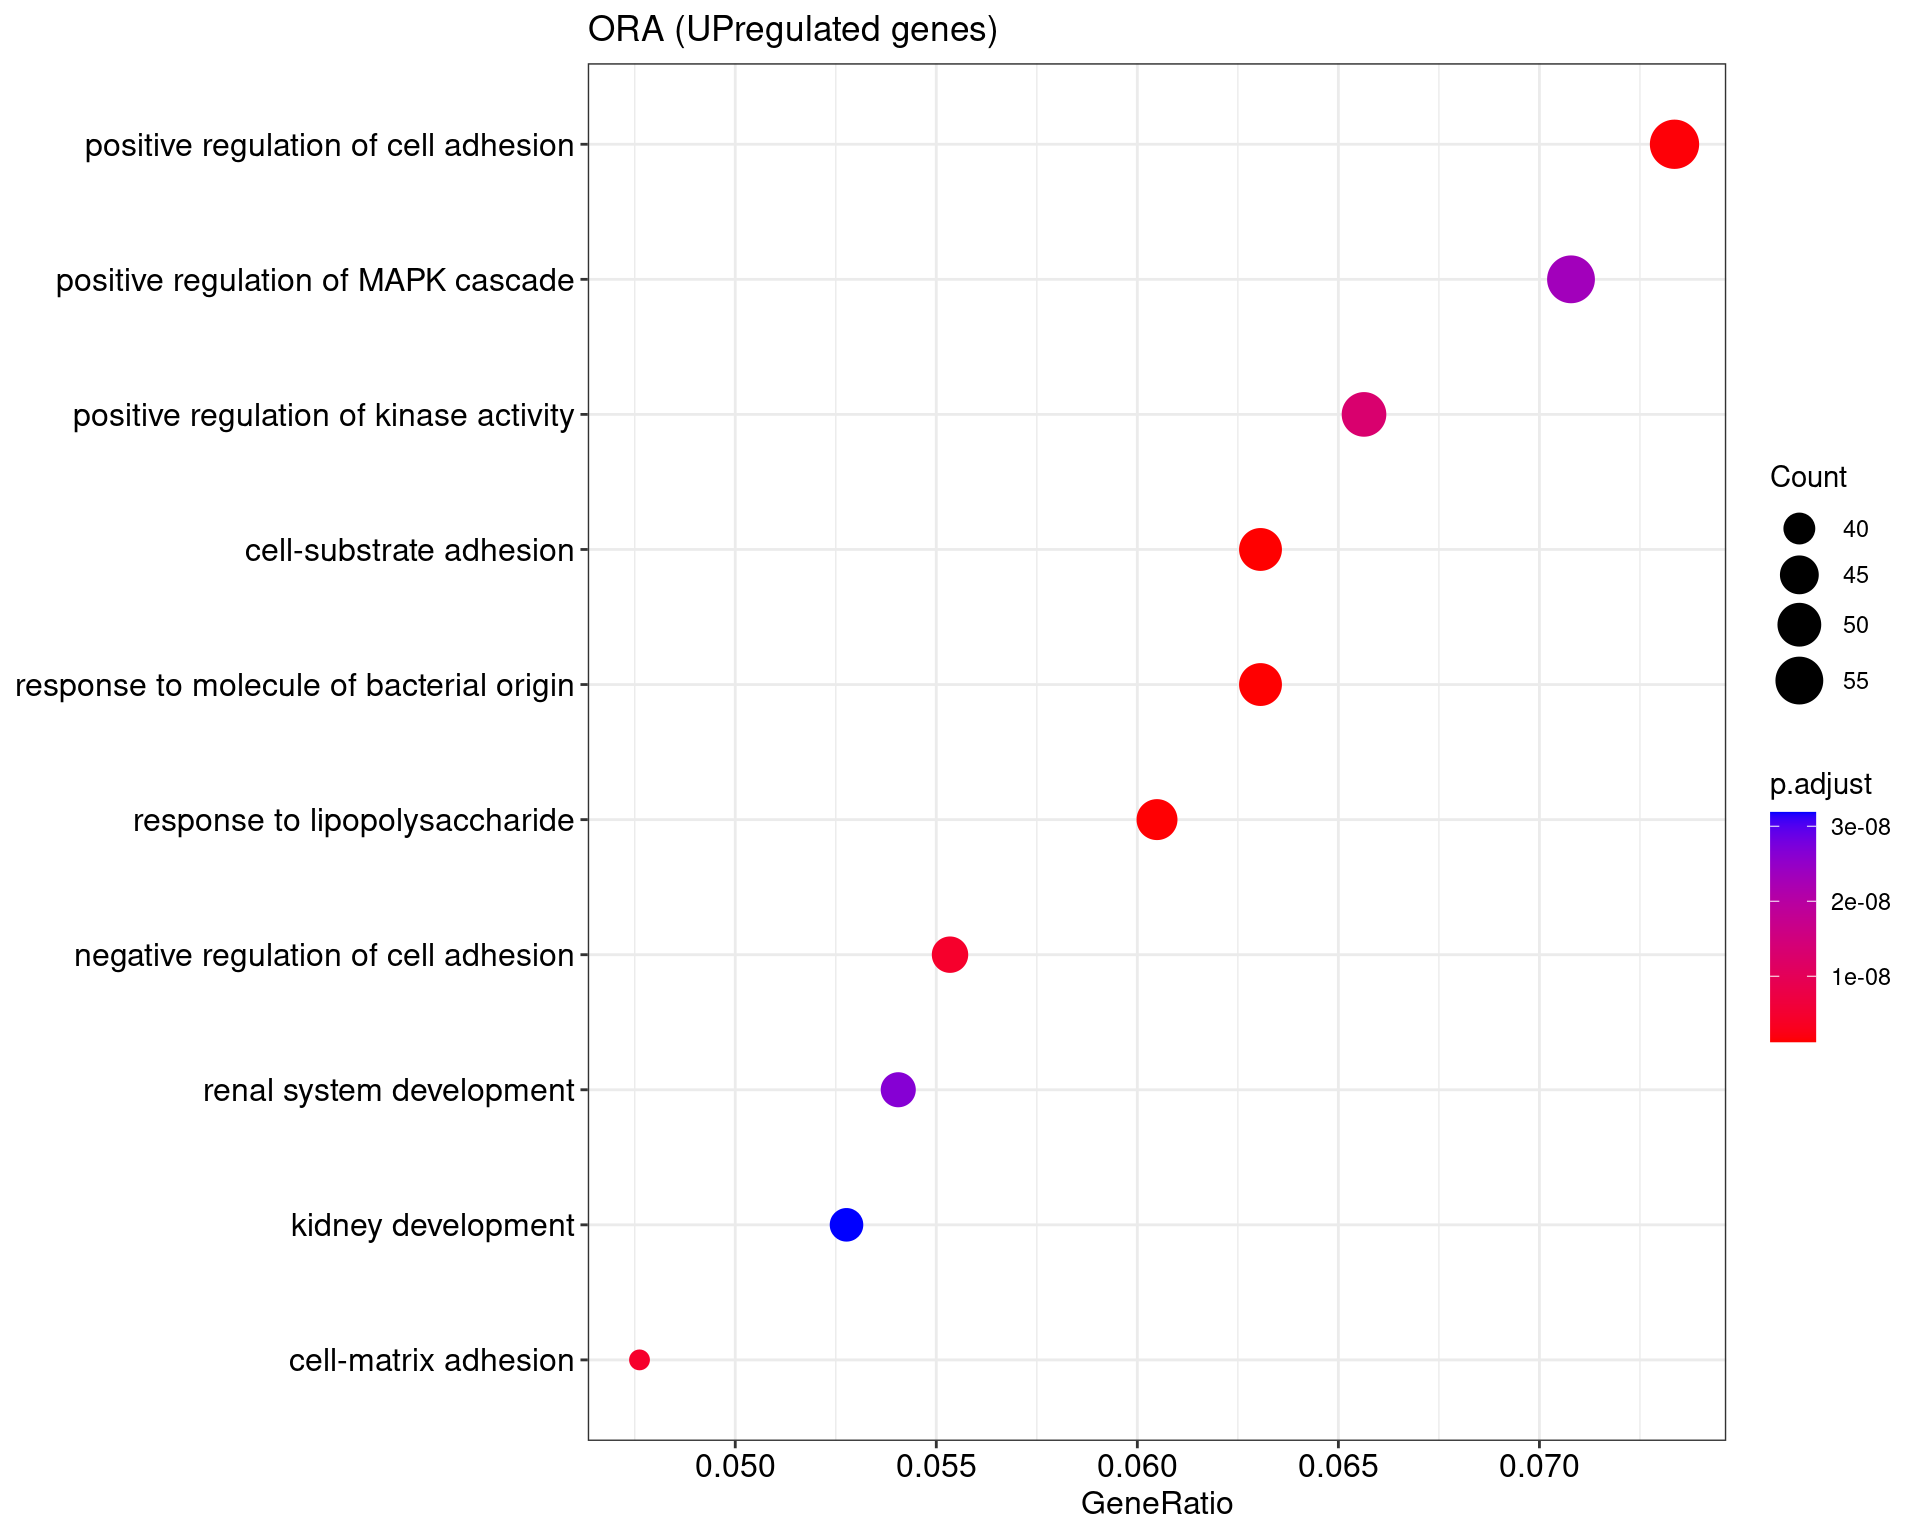 ORA (UPregulated genes)
positive regulation of cell adhesion
positive regulation of MAPK cascade
positive regulation of kinase activity
cell-substrate adhesion
response to molecule of bacterial origin
response to lipopolysaccharide
negative regulation of cell adhesion
renal system development
kidney development
cell-matrix adhesion
0.050 0.055 0.060 0.065 0.070
GeneRatio
Count
40
45
50
55
p.adjust
3e-08
2e-08
1e-08